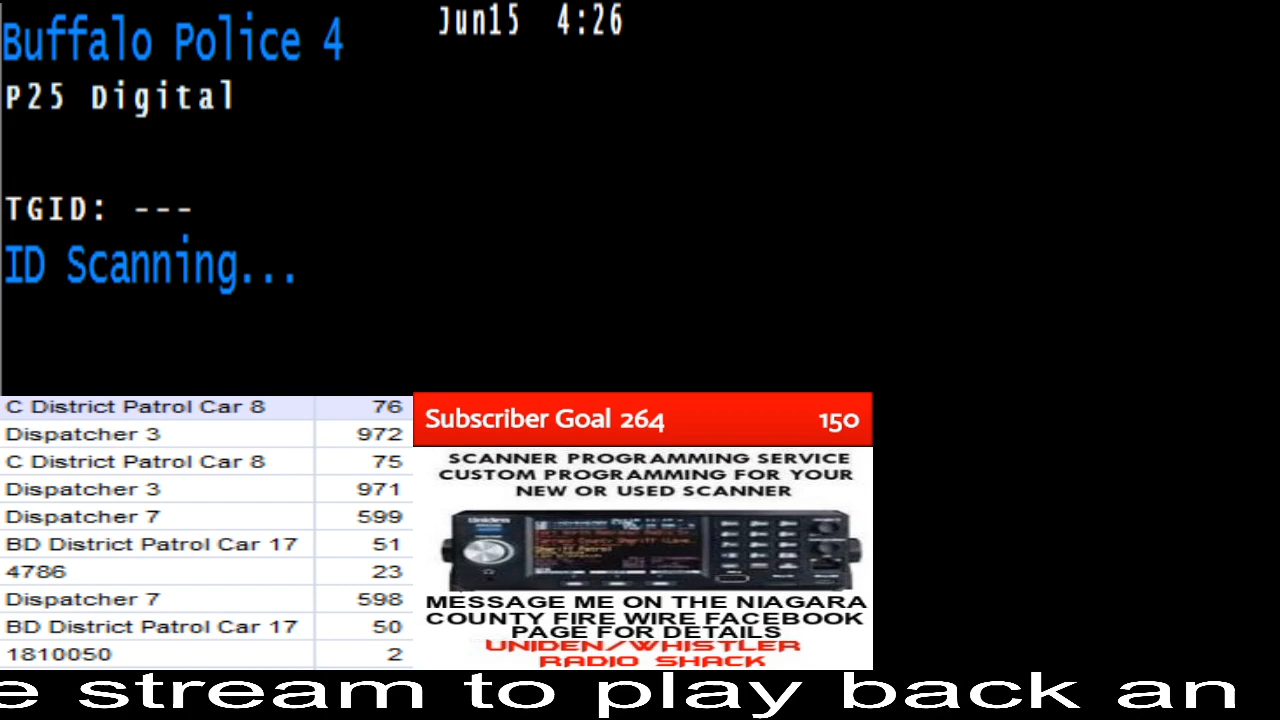 Buffalo Police 4
Jun15 4:26
P25 Digital
TGID: ---
ID Scanning...
C District Patrol Car 8 76
Dispatcher 3 972
C District Patrol Car 8 75
Dispatcher 3 971
Dispatcher 7 599
BD District Patrol Car 17 51
4786 23
Dispatcher 7 598
BD District Patrol Car 17 50
1810050 2
Subscriber Goal 264 150
SCANNER PROGRAMMING SERVICE
CUSTOM PROGRAMMING FOR YOUR
NEW OR USED SCANNER
Uniden
MESSAGE ME ON THE NIAGARA
COUNTY FIRE WIRE FACEBOOK
PAGE FOR DETAILS
UNIDEN/WHISTLER
RADIO SHACK
e stream to play back an